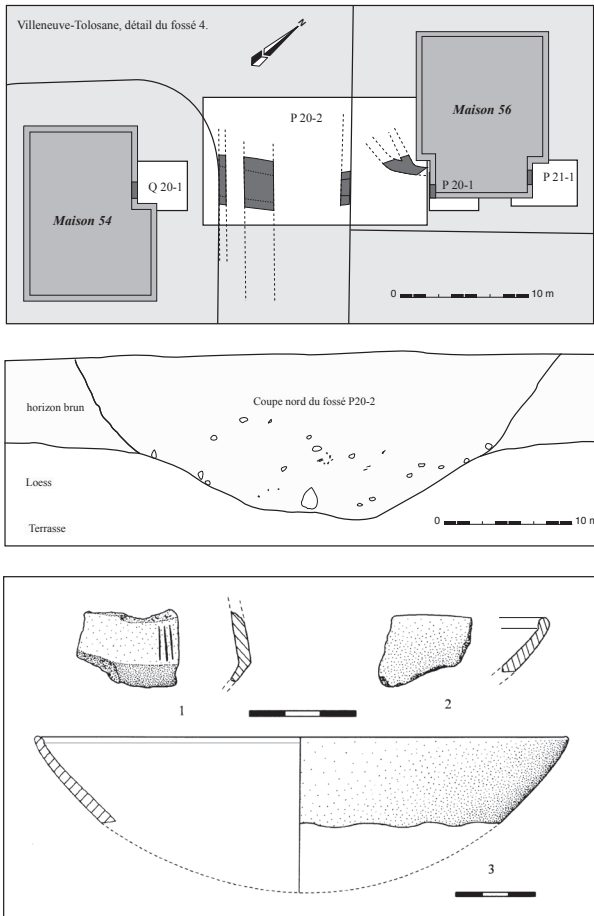 Villeneuve-Tolosane, détail du fossé 4.
N
P 20-2
Maison 56
Q 20-1
P 20-1
P 21-1
Maison 54
0 10 m
Coupe nord du fossé P20-2
horizon brun
Loess
0 10 m
Terrasse
1
2
3